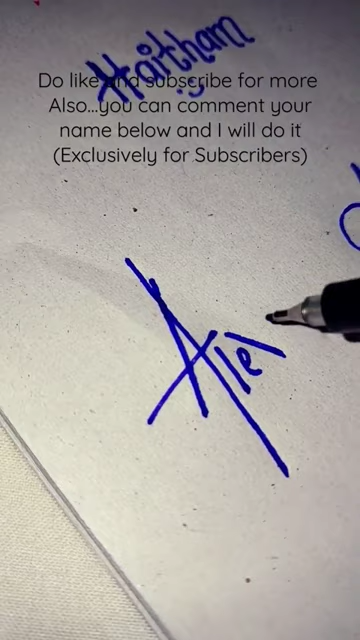 Haitham
Do like and subscribe for more
Also...you can comment your
name below and I will do it
(Exclusively for Subscribers)